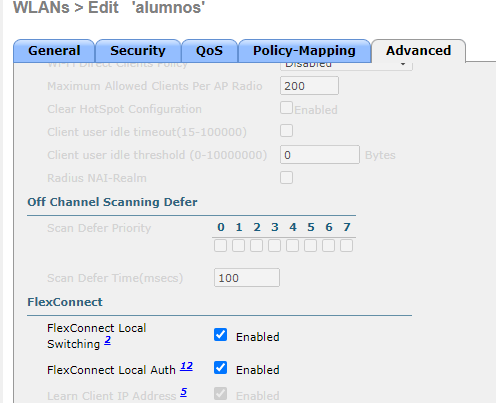 WLANs > Edit 'alumnos'
General Security QoS Policy-Mapping Advanced
Wi-Fi Direct Clients Policy Disabled
Maximum Allowed Clients Per AP Radio 200
Clear HotSpot Configuration Enabled
Client user idle timeout(15-100000)
Client user idle threshold (0-10000000) 0 Bytes
Radius NAI-Realm
Off Channel Scanning Defer
Scan Defer Priority 0 1 2 3 4 5 6 7
Scan Defer Time(msecs) 100
FlexConnect
FlexConnect Local
Switching 2 Enabled
FlexConnect Local Auth 12 Enabled
Learn Client IP Address 5 Enabled